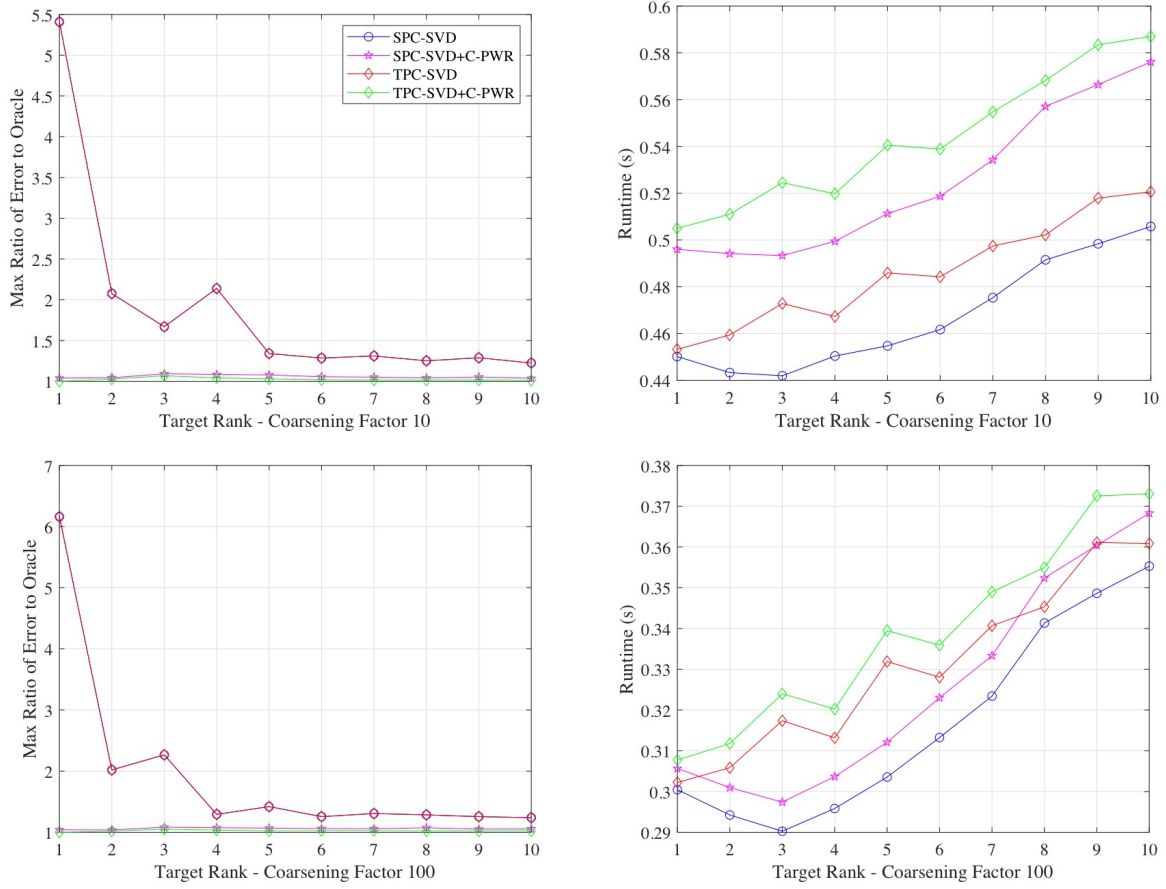 5.5
5
4.5
4
3.5
3
2.5
2
1.5
1
Max Ratio of Error to Oracle
SPC-SVD
SPC-SVD+C-PWR
TPC-SVD
TPC-SVD+C-PWR
1 2 3 4 5 6 7 8 9 10
Target Rank - Coarsening Factor 10
0.6
0.58
0.56
0.54
0.52
0.5
0.48
0.46
0.44
Runtime (s)
1 2 3 4 5 6 7 8 9 10
Target Rank - Coarsening Factor 10
7
6
5
4
3
2
1
Max Ratio of Error to Oracle
1 2 3 4 5 6 7 8 9 10
Target Rank - Coarsening Factor 100
0.38
0.37
0.36
0.35
0.34
0.33
0.32
0.31
0.3
0.29
Runtime (s)
1 2 3 4 5 6 7 8 9 10
Target Rank - Coarsening Factor 100